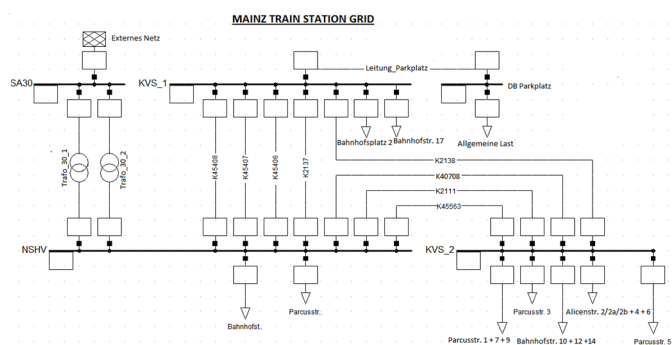 MAINZ TRAIN STATION GRID
Externes Netz
Leitung_Parkplatz
SA30
KVS_1
DB Parkplatz
Bahnhofsplatz 2
Bahnhofstr. 17
Allgemeine Last
Trafo_30_1
Trafo_30_2
K45408
K45407
K45406
K2137
K2138
K40708
K2111
K45563
NSHV
KVS_2
Bahnhofst..
Parcusstr..
Parcusstr. 3
Alicenstr. 2/2a/2b + 4 + 6
Parcusstr. 1 + 7 + 9
Bahnhofstr. 10 + 12 +14
Parcusstr.